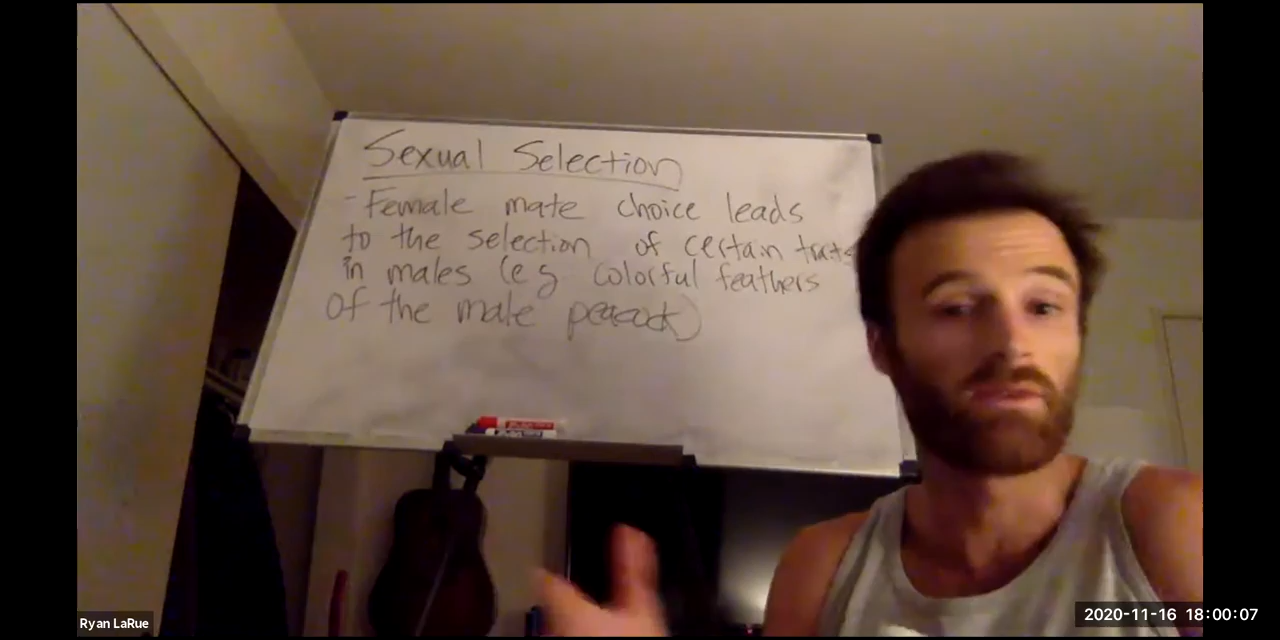 Sexual Selection
- Female mate choice leads
to the selection of certain traits
in males (e.g. colorful feathers
of the male peacock)
Ryan LaRue
2020-11-16 18:00:07